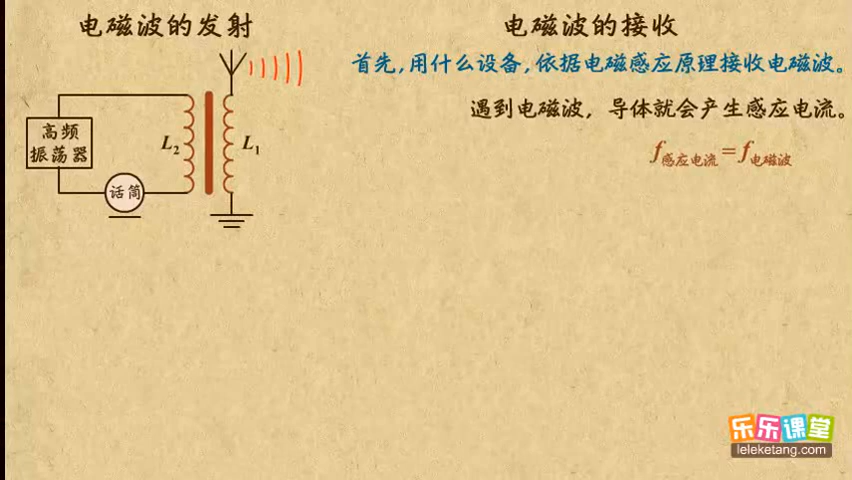 电磁波的发射
电磁波的接收
首先，用什么设备，依据电磁感应原理接收电磁波。
遇到电磁波，导体就会产生感应电流。
f感应电流=f电磁波
高频
振荡器
L2
L1
话筒
乐乐课堂
leleketang.com